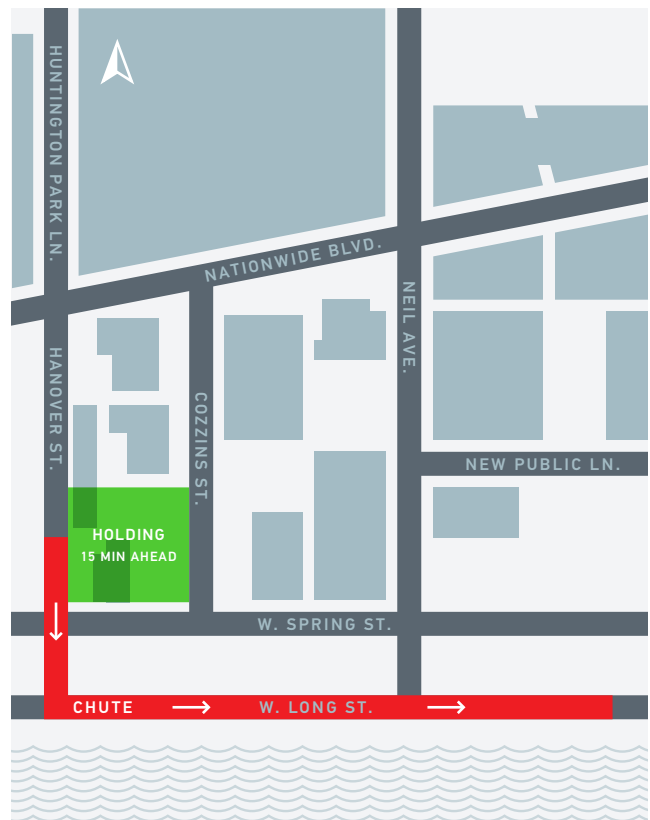 HUNTINGTON PARK LN.
NATIONWIDE BLVD.
NEIL AVE.
HANOVER ST.
COZZINS ST.
NEW PUBLIC LN.
HOLDING
15 MIN AHEAD
W. SPRING ST.
CHUTE
W. LONG ST.